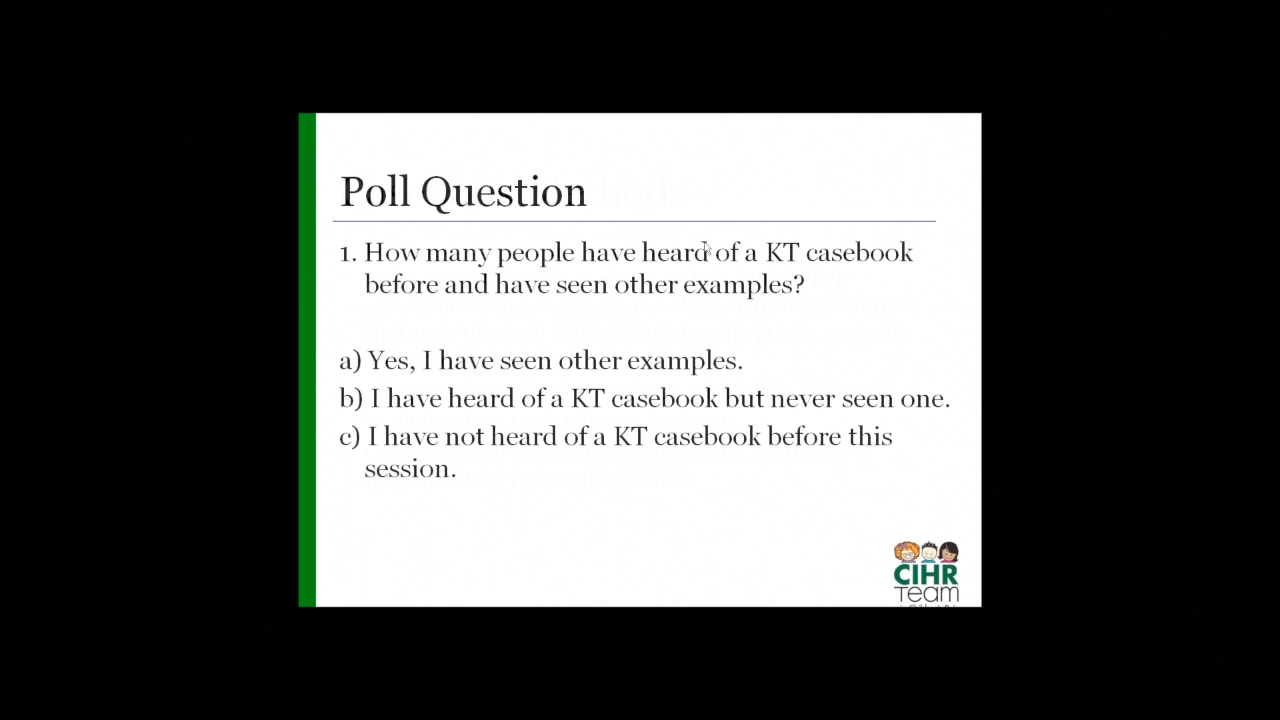 Poll Question
1. How many people have heard of a KT casebook
before and have seen other examples?
a) Yes, I have seen other examples.
b) I have heard of a KT casebook but never seen one.
c) I have not heard of a KT casebook before this
session.
CIHR
Team